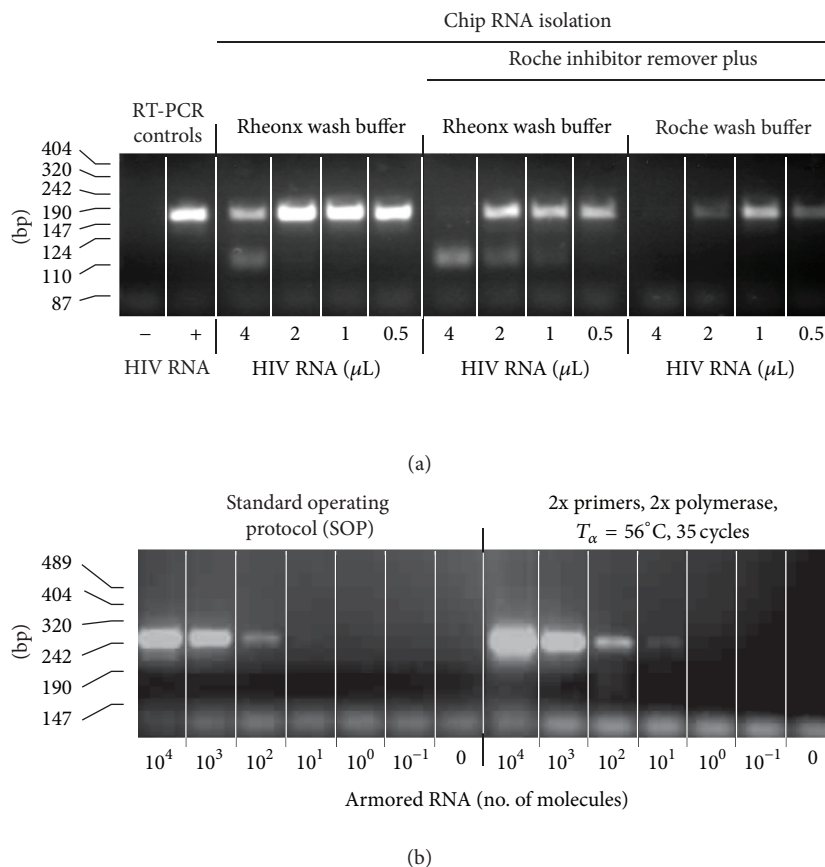 Chip RNA isolation
Roche inhibitor remover plus
RT-PCR
controls
Rheonx wash buffer
Rheonx wash buffer
Roche wash buffer
404
320
242
190
147
124
110
87
(bp)
− + 4 2 1 0.5 4 2 1 0.5 4 2 1 0.5
HIV RNA HIV RNA (μL) HIV RNA (μL) HIV RNA (μL)
(a)
Standard operating
protocol (SOP)
2x primers, 2x polymerase,
Tα = 56°C, 35 cycles
489
404
320
242
190
147
(bp)
10⁴ 10³ 10² 10¹ 10⁰ 10⁻¹ 0 10⁴ 10³ 10² 10¹ 10⁰ 10⁻¹ 0
Armored RNA (no. of molecules)
(b)